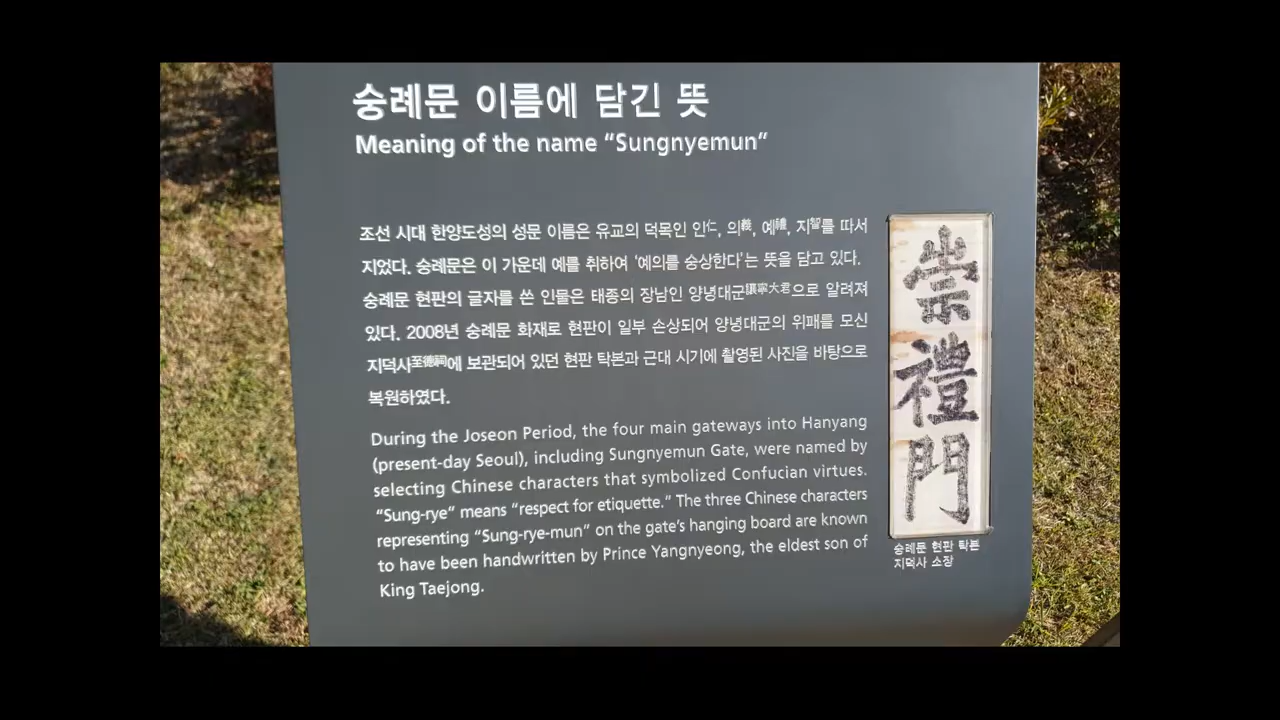 숭례문 이름에 담긴 뜻
Meaning of the name “Sungnyemun”
조선 시대 한양도성의 성문 이름은 유교의 덕목인 인仁, 의義, 예禮, 지智를 따서
지었다. 숭례문은 이 가운데 예를 취하여 ‘예의를 숭상한다’는 뜻을 담고 있다.
숭례문 현판의 글자를 쓴 인물은 태종의 장남인 양녕대군讓寧大君으로 알려져
있다. 2008년 숭례문 화재로 현판이 일부 손상되어 양녕대군의 위패를 모신
지덕사至德祠에 보관되어 있던 현판 탁본과 근대 시기에 촬영된 사진을 바탕으로
복원하였다.
During the Joseon Period, the four main gateways into Hanyang
(present-day Seoul), including Sungnyemun Gate, were named by
selecting Chinese characters that symbolized Confucian virtues.
“Sung-rye“ means “respect for etiquette.” The three Chinese characters
representing “Sung-rye-mun” on the gate’s hanging board are known
to have been handwritten by Prince Yangnyeong, the eldest son of
King Taejong.
崇禮門
숭례문 현판 탁본
지덕사 소장